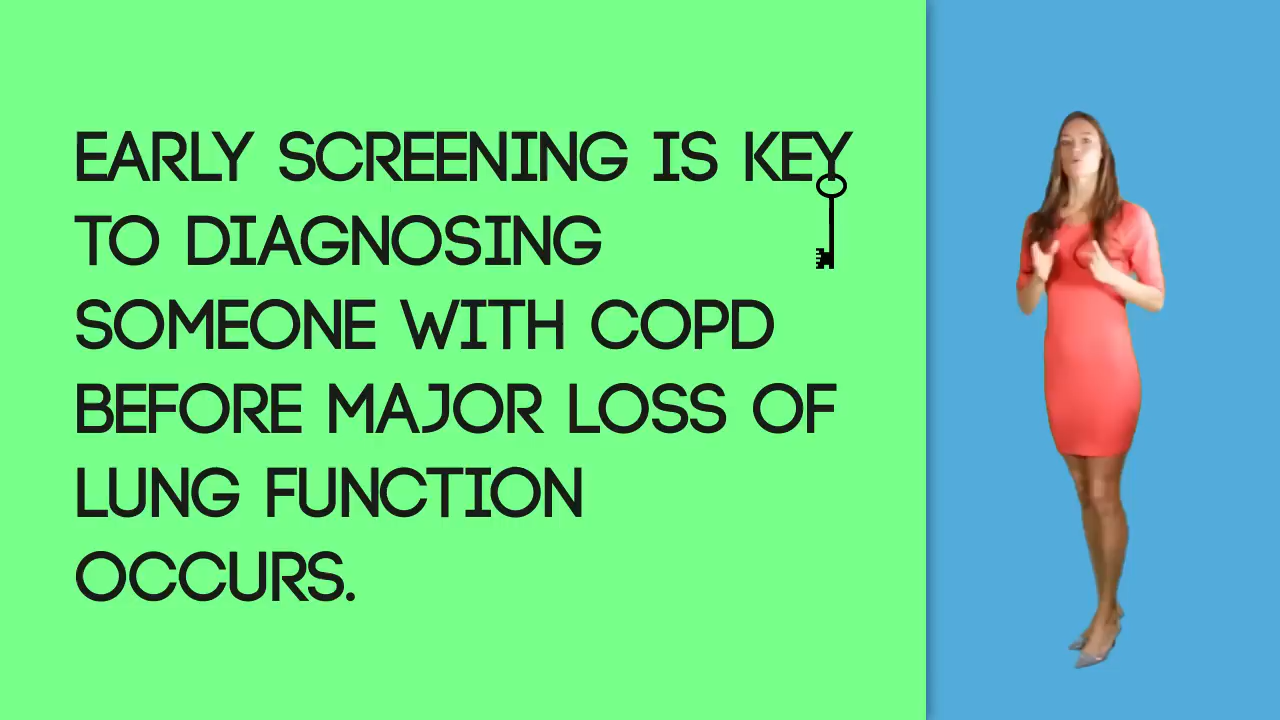 EARLY SCREENING IS KEY
TO DIAGNOSING
SOMEONE WITH COPD
BEFORE MAJOR LOSS OF
LUNG FUNCTION
OCCURS.